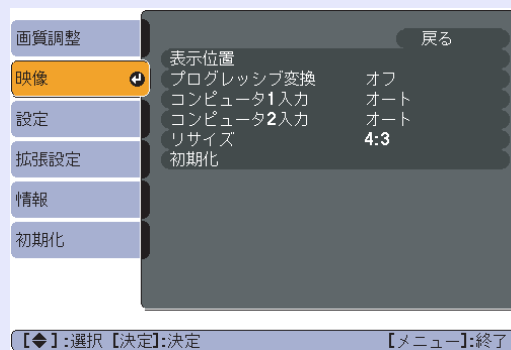 画質調整
映像
設定
拡張設定
情報
初期化
戻る
表示位置
プログレッシブ変換 オフ
コンピュータ1入力 オート
コンピュータ2入力 オート
リサイズ 4:3
初期化
[◆]:選択 [決定]:決定 [メニュー]:終了